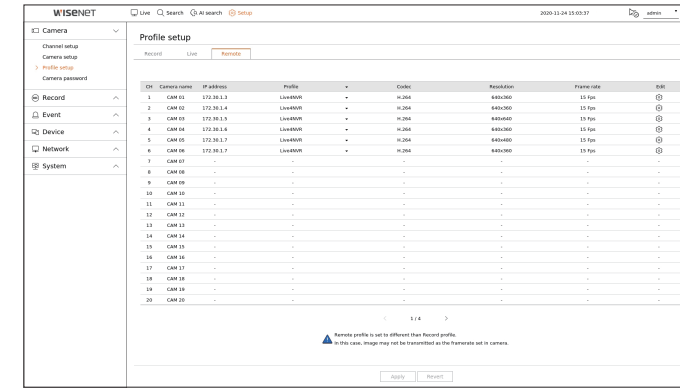 WISENET
Live Search AI search Setup 2020-11-24 15:03:37 admin
Camera
Channel setup
Camera setup
> Profile setup
Camera password
Record
Event
Device
Network
System
Profile setup
Record Live Remote
CH Camera name IP address Profile Codec Resolution Frame rate Edit
1 CAM 01 172.30.1.3 Live4NVR H.264 640x360 15 Fps
2 CAM 02 172.30.1.4 Live4NVR H.264 640x360 15 Fps
3 CAM 03 172.30.1.5 Live4NVR H.264 640x640 15 Fps
4 CAM 04 172.30.1.6 Live4NVR H.264 640x360 15 Fps
5 CAM 05 172.30.1.7 Live4NVR H.264 640x480 15 Fps
6 CAM 06 172.30.1.7 Live4NVR H.264 640x360 15 Fps
7 CAM 07 - - - - - -
8 CAM 08 - - - - - -
9 CAM 09 - - - - - -
10 CAM 10 - - - - - -
11 CAM 11 - - - - - -
12 CAM 12 - - - - - -
13 CAM 13 - - - - - -
14 CAM 14 - - - - - -
15 CAM 15 - - - - - -
16 CAM 16 - - - - - -
17 CAM 17 - - - - - -
18 CAM 18 - - - - - -
19 CAM 19 - - - - - -
20 CAM 20 - - - - - -
< 1 / 4 >
Remote profile is set to different than Record profile.
In this case, image may not be transmitted as the framerate set in camera.
Apply Revert